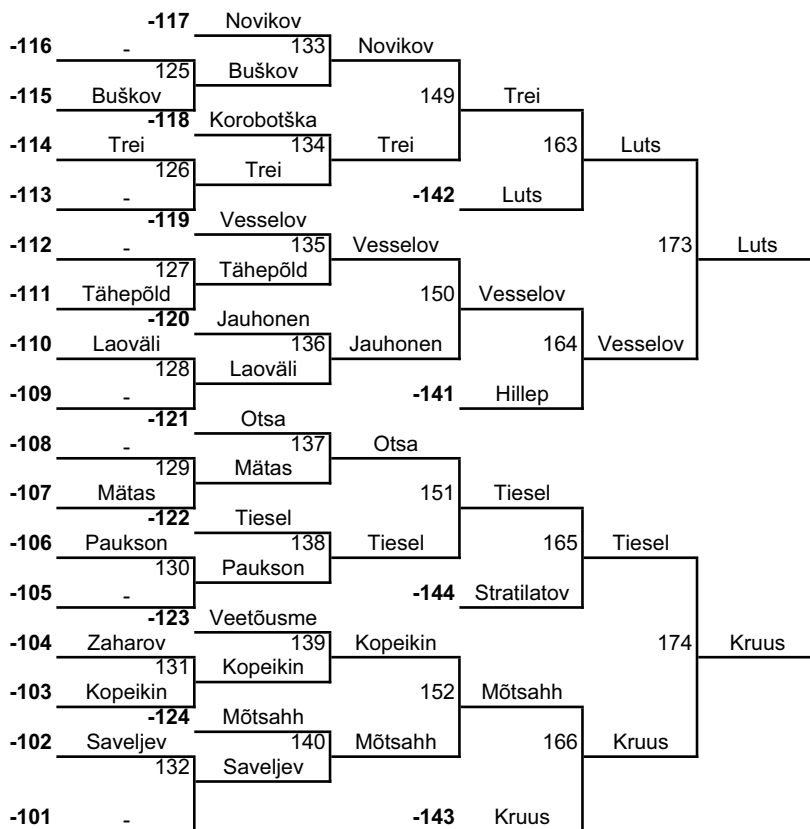 -117 Novikov
-116 - 133 Novikov
125 Buškov
-115 Buškov 149 Trei
-118 Korobotška
-114 Trei 134 Trei 163 Luts
126 Trei
-113 - -142 Luts
-119 Vesselov
-112 - 135 Vesselov 173 Luts
127 Tähepõld
-111 Tähepõld 150 Vesselov
-120 Jauhonen
-110 Laoväli 136 Jauhonen 164 Vesselov
128 Laoväli
-109 - -141 Hillep
-121 Otsa
-108 - 137 Otsa
129 Mätas
-107 Mätas 151 Tiesel
-122 Tiesel
-106 Paukson 138 Tiesel 165 Tiesel
130 Paukson
-105 - -144 Stratilatov
-123 Veetõusme
-104 Zaharov 139 Kopeikin 174 Kruus
131 Kopeikin
-103 Kopeikin 152 Mõtsahh
-124 Mõtsahh
-102 Saveljev 140 Mõtsahh 166 Kruus
132 Saveljev
-101 - -143 Kruus